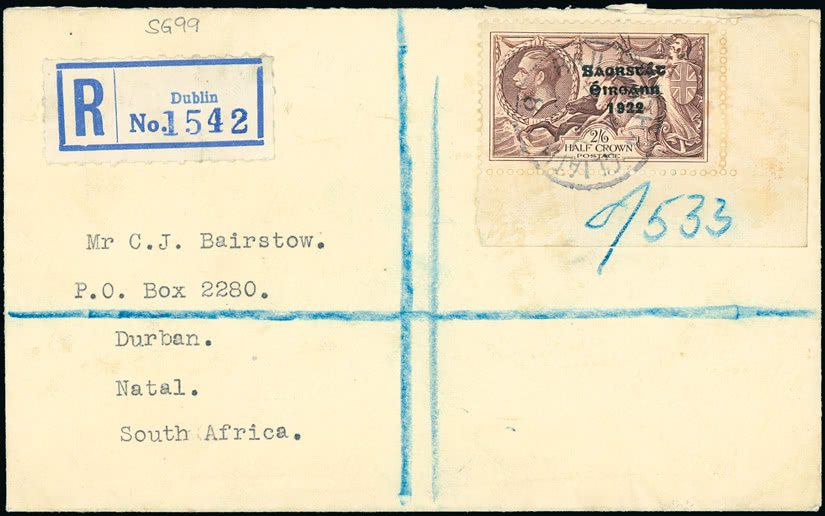 SG99
R
Dublin
No. 1542
Saorstát
Éireann
1922
2/6
HALF CROWN
POSTAGE
533
Mr C.J. Bairstow.
P.O. Box 2280.
Durban.
Natal.
South Africa.